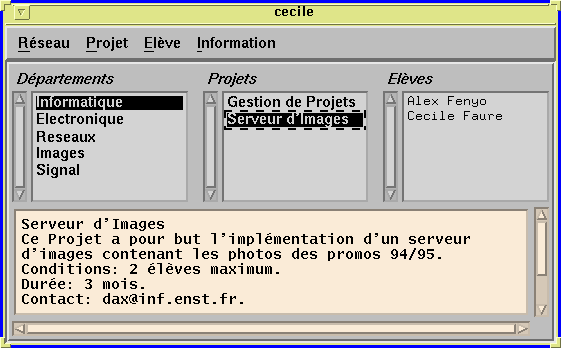 cecile
Réseau Projet Elève Information
Départements Projets Elèves
Informatique
Electronique
Reseaux
Images
Signal
Gestion de Projets
Serveur d'Images
Alex Fenyo
Cecile Faure
Serveur d'Images
Ce Projet a pour but l'implémentation d'un serveur
d'images contenant les photos des promos 94/95.
Conditions: 2 élèves maximum.
Durée: 3 mois.
Contact: dax@inf.enst.fr.